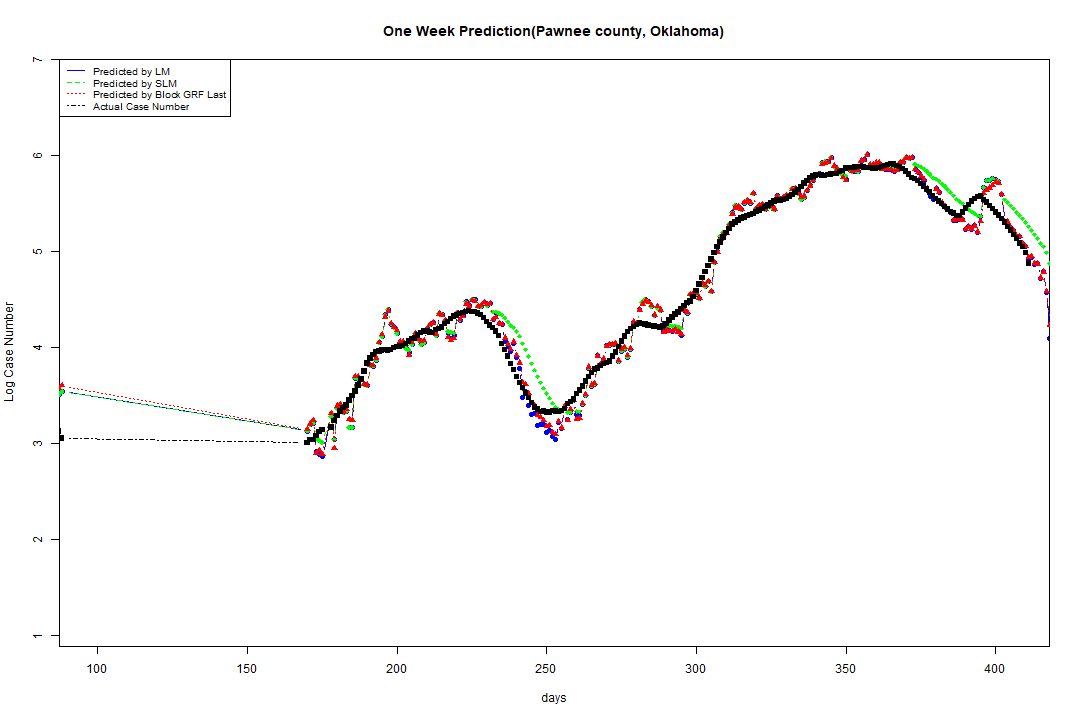 One Week Prediction(Pawnee county, Oklahoma)
Predicted by LM
Predicted by SLM
Predicted by Block GRF Last
Actual Case Number
7
6
5
4
3
2
1
Log Case Number
100 150 200 250 300 350 400
days